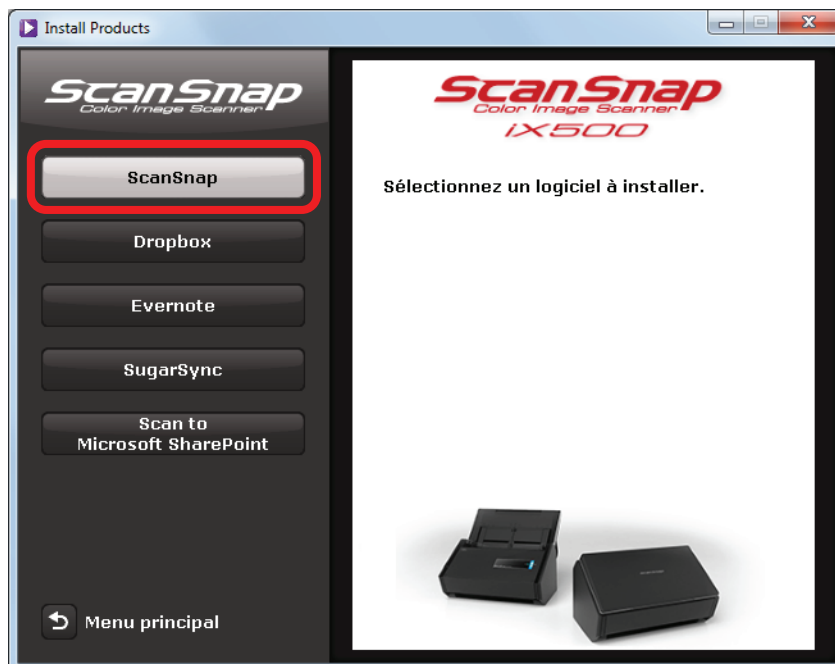 Install Products
ScanSnap
Color Image Scanner
ScanSnap
Dropbox
Evernote
SugarSync
Scan to
Microsoft SharePoint
Menu principal
ScanSnap
Color Image Scanner
iX500
Sélectionnez un logiciel à installer.